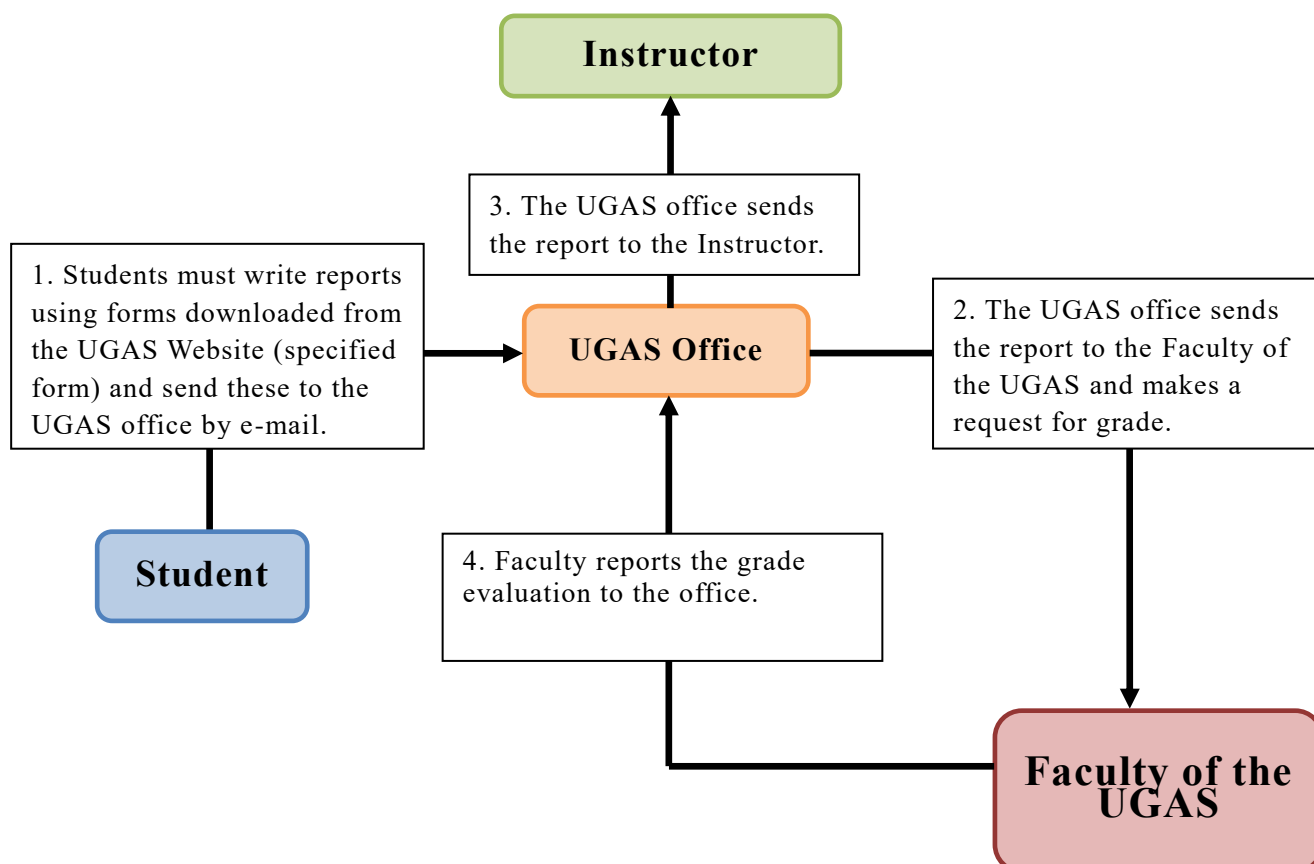 Instructor
3. The UGAS office sends
the report to the Instructor.
1. Students must write reports
using forms downloaded from
the UGAS Website (specified
form) and send these to the
UGAS office by e-mail.
UGAS Office
2. The UGAS office sends
the report to the Faculty of
the UGAS and makes a
request for grade.
Student
4. Faculty reports the grade
evaluation to the office.
Faculty of the
UGAS